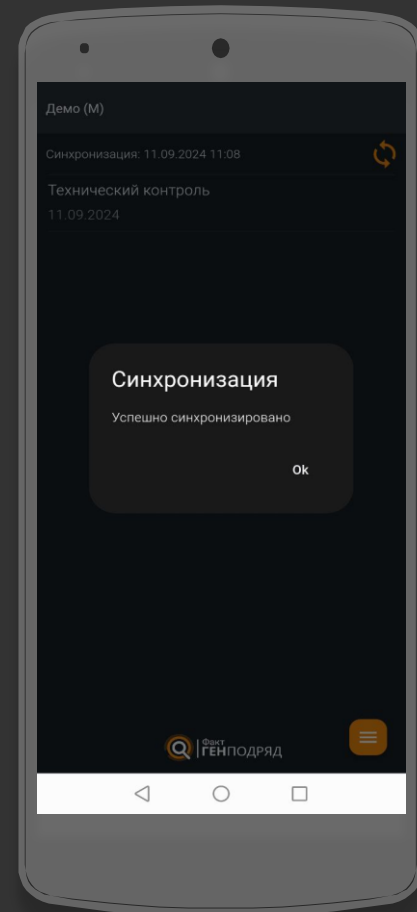 Демо (М)
Синхронизация: 11.09.2024 11:08
Технический контроль
11.09.2024
Синхронизация
Успешно синхронизировано
Ok
Факт
ГЕНПОДРЯД